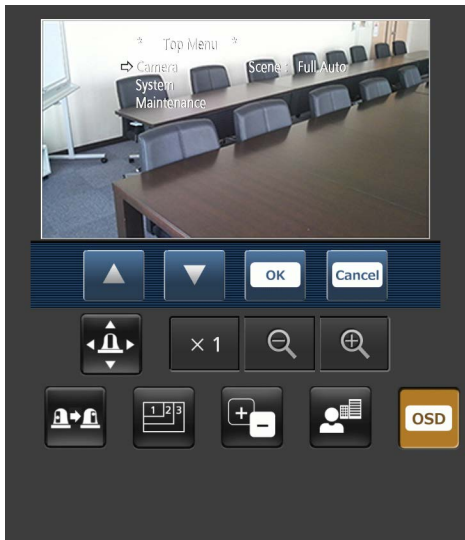 * Top Menu *
Camera Scene : Full Auto
System
Maintenance
OK Cancel
× 1
1 2 3
OSD